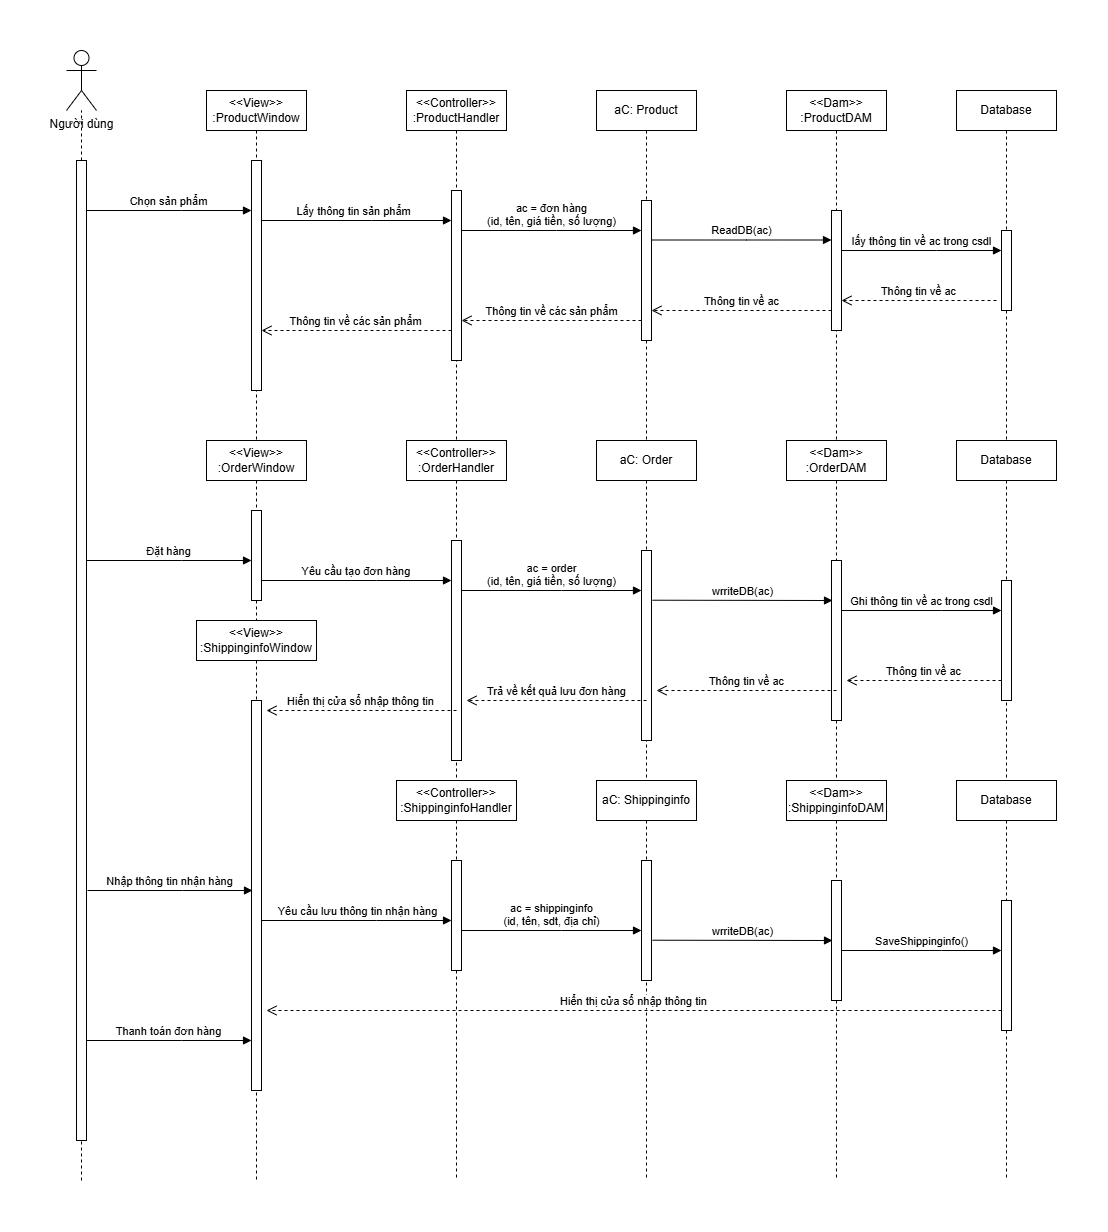 Người dùng
<<View>>
:ProductWindow
<<Controller>>
:ProductHandler
aC: Product
<<Dam>>
:ProductDAM
Database
Chọn sản phẩm
Lấy thông tin sản phẩm
ac = đơn hàng
(id, tên, giá tiền, số lượng)
ReadDB(ac)
lấy thông tin về ac trong csdl
Thông tin về ac
Thông tin về ac
Thông tin về các sản phẩm
Thông tin về các sản phẩm
<<View>>
:OrderWindow
<<Controller>>
:OrderHandler
aC: Order
<<Dam>>
:OrderDAM
Database
Đặt hàng
Yêu cầu tạo đơn hàng
ac = order
(id, tên, giá tiền, số lượng)
wrriteDB(ac)
Ghi thông tin về ac trong csdl
<<View>>
:ShippinginfoWindow
Thông tin về ac
Thông tin về ac
Trả về kết quả lưu đơn hàng
Hiển thị cửa sổ nhập thông tin
<<Controller>>
:ShippinginfoHandler
aC: Shippinginfo
<<Dam>>
:ShippinginfoDAM
Database
Nhập thông tin nhận hàng
Yêu cầu lưu thông tin nhận hàng
ac = shippinginfo
(id, tên, sdt, địa chỉ)
wrriteDB(ac)
SaveShippinginfo()
Hiển thị cửa sổ nhập thông tin
Thanh toán đơn hàng